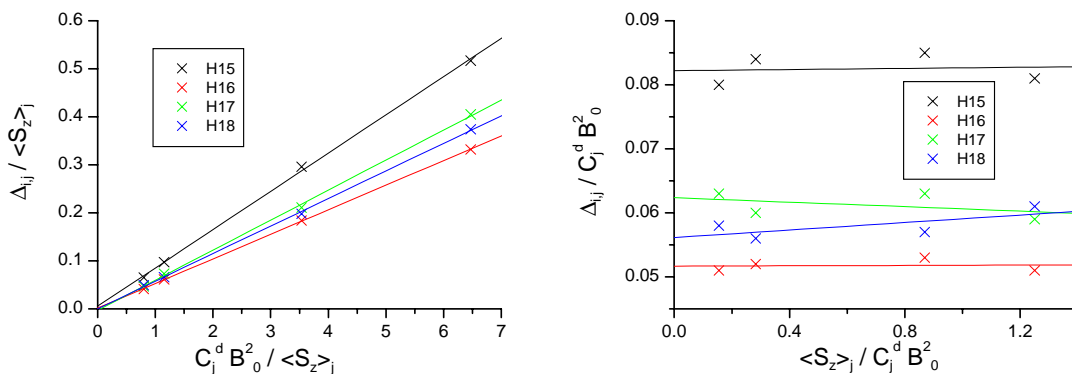 0.6
0.5
0.4
0.3
0.2
0.1
0.0
Δi,j / <Sz>j
H15
H16
H17
H18
0 1 2 3 4 5 6 7
Cjd B20 / <Sz>j
0.09
0.08
0.07
0.06
0.05
Δi,j / Cjd B20
H15
H16
H17
H18
0.0 0.4 0.8 1.2
<Sz>j / Cjd B20